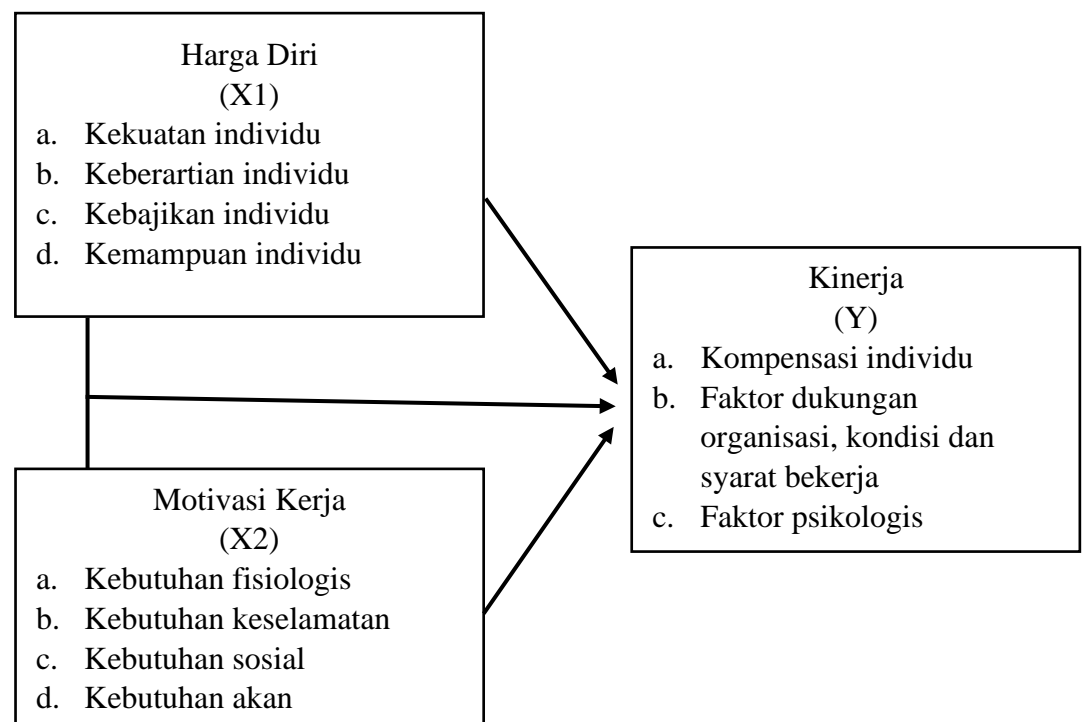 Harga Diri
(X1)
a. Kekuatan individu
b. Keberartian individu
c. Kebajikan individu
d. Kemampuan individu
Kinerja
(Y)
a. Kompensasi individu
b. Faktor dukungan
organisasi, kondisi dan
syarat bekerja
c. Faktor psikologis
Motivasi Kerja
(X2)
a. Kebutuhan fisiologis
b. Kebutuhan keselamatan
c. Kebutuhan sosial
d. Kebutuhan akan